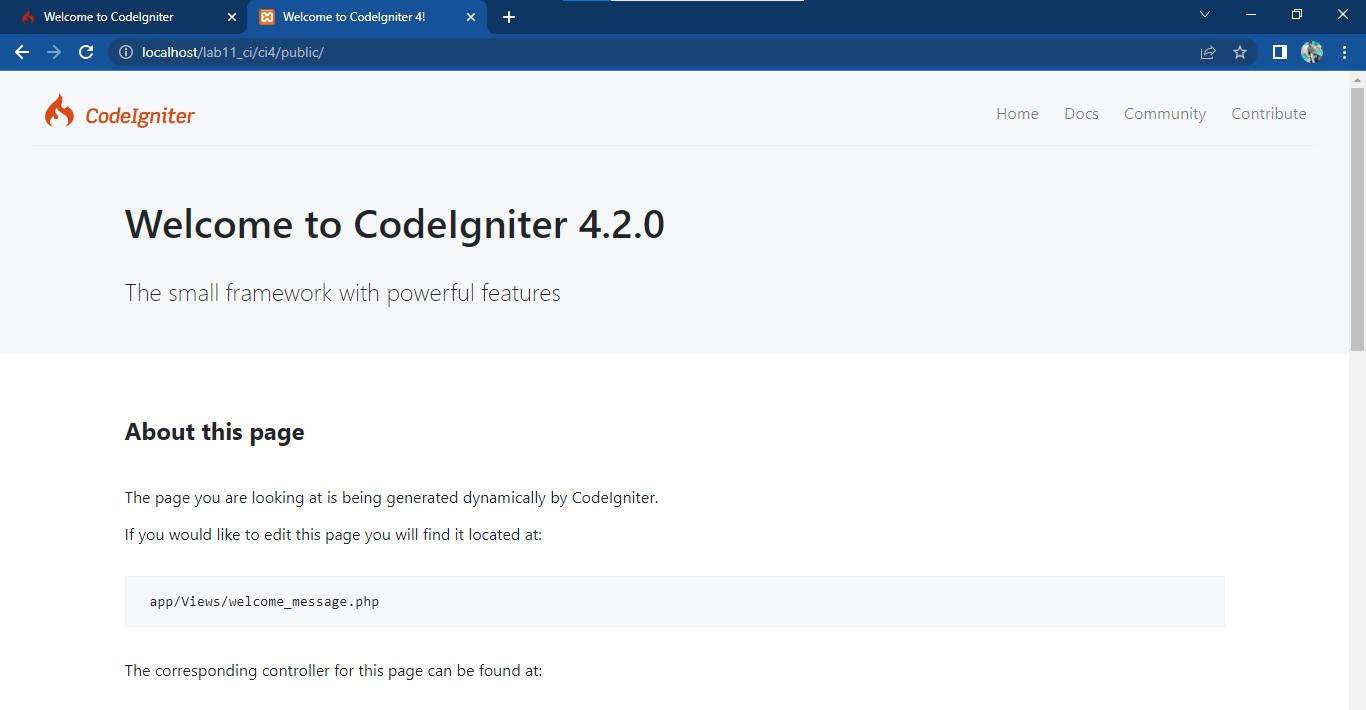 Welcome to CodeIgniter
Welcome to CodeIgniter 4!
localhost/lab11_ci/ci4/public/
CodeIgniter
Home Docs Community Contribute
Welcome to CodeIgniter 4.2.0
The small framework with powerful features
About this page
The page you are looking at is being generated dynamically by CodeIgniter.
If you would like to edit this page you will find it located at:
app/Views/welcome_message.php
The corresponding controller for this page can be found at: